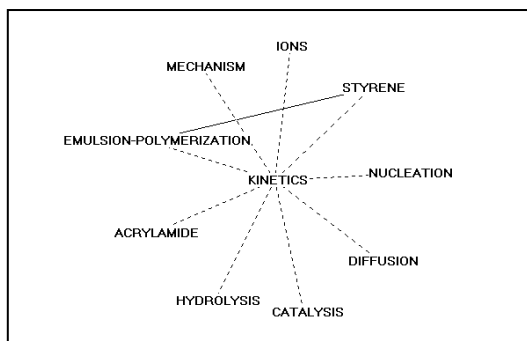 IONS
MECHANISM
STYRENE
EMULSION-POLYMERIZATION
NUCLEATION
KINETICS
ACRYLAMIDE
DIFFUSION
HYDROLYSIS
CATALYSIS